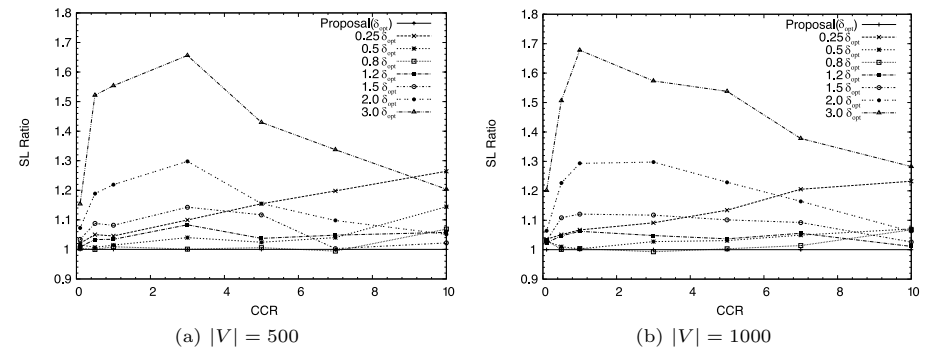 1.8
1.7
1.6
1.5
1.4
1.3
1.2
1.1
1
0.9
SL Ratio
0 2 4 6 8 10
CCR
Proposal(δopt)
0.25 δopt
0.5 δopt
0.8 δopt
1.2 δopt
1.5 δopt
2.0 δopt
3.0 δopt
(a) |V| = 500
1.8
1.7
1.6
1.5
1.4
1.3
1.2
1.1
1
0.9
SL Ratio
0 2 4 6 8 10
CCR
Proposal(δopt)
0.25 δopt
0.5 δopt
0.8 δopt
1.2 δopt
1.5 δopt
2.0 δopt
3.0 δopt
(b) |V| = 1000